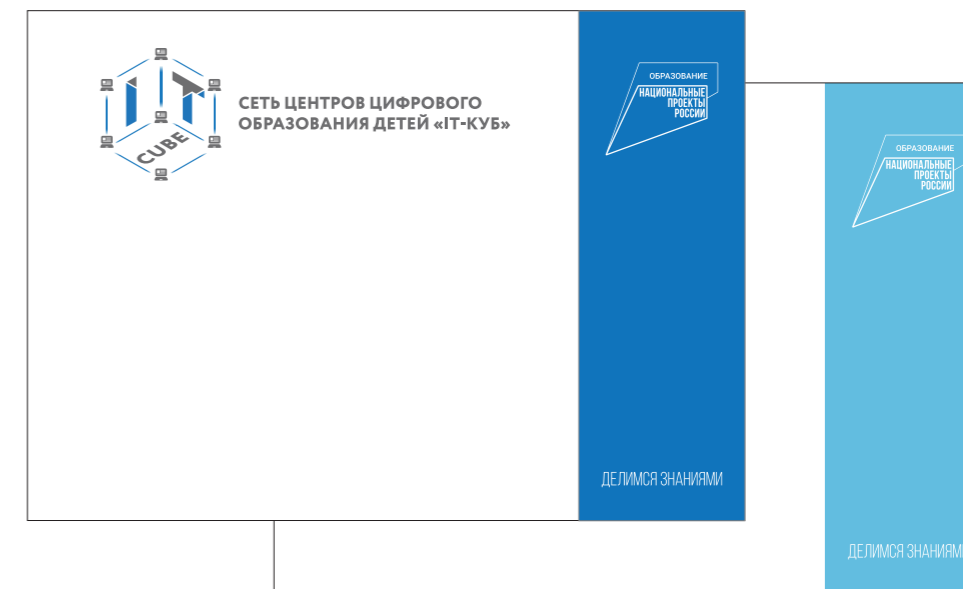 IT
CUBE
СЕТЬ ЦЕНТРОВ ЦИФРОВОГО
ОБРАЗОВАНИЯ ДЕТЕЙ «IT-КУБ»
ОБРАЗОВАНИЕ
НАЦИОНАЛЬНЫЕ
ПРОЕКТЫ
РОССИИ
ДЕЛИМСЯ ЗНАНИЯМИ
ОБРАЗОВАНИЕ
НАЦИОНАЛЬНЫЕ
ПРОЕКТЫ
РОССИИ
ДЕЛИМСЯ ЗНАНИЯМИ